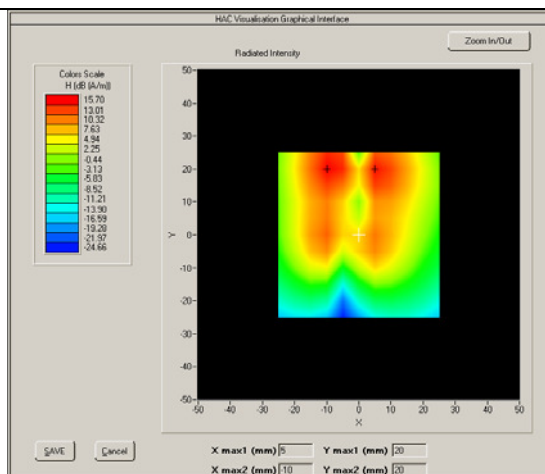 HAC Visualisation Graphical Interface
Zoom In/Out
Radiated Intensity
Colors Scale
H (dB (A/m))
15.70
13.01
10.32
7.63
4.94
2.25
-0.44
-3.13
-5.83
-8.52
-11.21
-13.90
-16.59
-19.28
-21.97
-24.66
50
40
30
20
10
0
-10
-20
-30
-40
-50
Y
-50 -40 -30 -20 -10 0 10 20 30 40 50
X
SAVE
Cancel
X max1 (mm) 5 Y max1 (mm) 20
X max2 (mm) -10 Y max2 (mm) 20